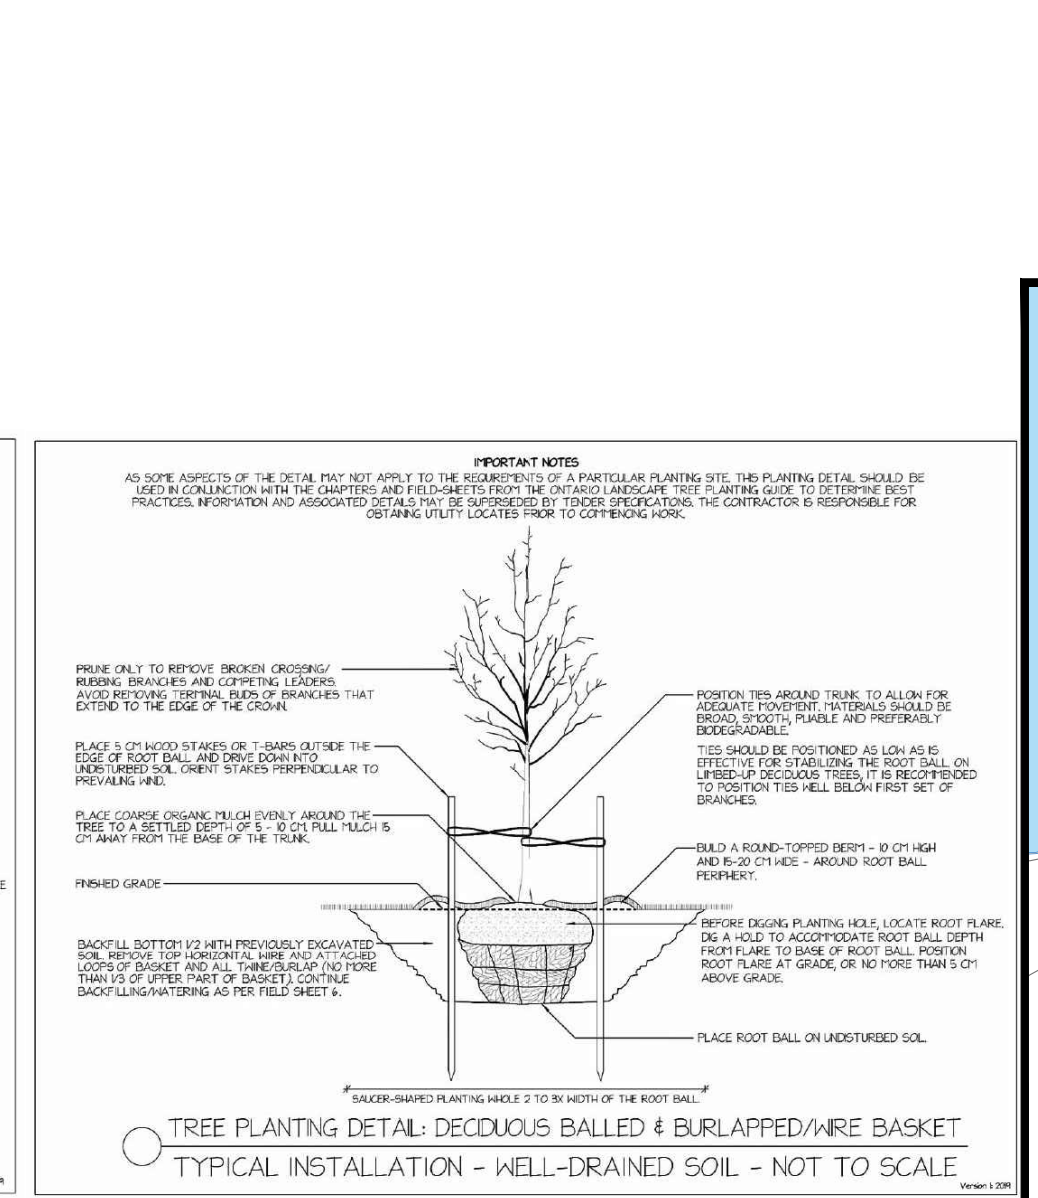 IMPORTANT NOTES
AS SOME ASPECTS OF THE DETAIL MAY NOT APPLY TO THE REQUIREMENTS OF A PARTICULAR PLANTING SITE, THIS PLANTING DETAIL SHOULD BE
USED IN CONJUNCTION WITH THE CHAPTERS AND FIELD-SHEETS FROM THE ONTARIO LANDSCAPE TREE PLANTING GUIDE TO DETERMINE BEST
PRACTICES. INFORMATION AND ASSOCIATED DETAILS MAY BE SUPERSEDED BY TENDER SPECIFICATIONS. THE CONTRACTOR IS RESPONSIBLE FOR
OBTAINING UTILITY LOCATES PRIOR TO COMMENCING WORK.
PRUNE ONLY TO REMOVE BROKEN CROSSING/
RUBBING BRANCHES AND COMPETING LEADERS.
AVOID REMOVING TERMINAL BUDS OF BRANCHES THAT
EXTEND TO THE EDGE OF THE CROWN.
PLACE 5 CM WOOD STAKES OR T-BARS OUTSIDE THE
EDGE OF ROOT BALL AND DRIVE DOWN INTO
UNDISTURBED SOIL. ORIENT STAKES PERPENDICULAR TO
PREVAILING WIND.
PLACE COARSE ORGANIC MULCH EVENLY AROUND THE
TREE TO A SETTLED DEPTH OF 5 - 10 CM. PULL MULCH 15
CM AWAY FROM THE BASE OF THE TRUNK.
FINISHED GRADE
BACKFILL BOTTOM 1/2 WITH PREVIOUSLY EXCAVATED
SOIL. REMOVE TOP HORIZONTAL WIRE AND ATTACHED
LOOPS OF BASKET AND ALL TWINE/BURLAP (NO MORE
THAN 1/3 OF UPPER PART OF BASKET). CONTINUE
BACKFILLING/WATERING AS PER FIELD SHEET 6.
POSITION TIES AROUND TRUNK TO ALLOW FOR
ADEQUATE MOVEMENT. MATERIALS SHOULD BE
BROAD, SMOOTH, PLIABLE AND PREFERABLY
BIODEGRADABLE.
TIES SHOULD BE POSITIONED AS LOW AS IS
EFFECTIVE FOR STABILIZING THE ROOT BALL. ON
LIMBED-UP DECIDUOUS TREES, IT IS RECOMMENDED
TO POSITION TIES WELL BELOW FIRST SET OF
BRANCHES.
BUILD A ROUND-TOPPED BERM - 10 CM HIGH
AND 15-20 CM WIDE - AROUND ROOT BALL
PERIPHERY.
BEFORE DIGGING PLANTING HOLE, LOCATE ROOT FLARE.
DIG A HOLD TO ACCOMMODATE ROOT BALL DEPTH
FROM FLARE TO BASE OF ROOT BALL. POSITION
ROOT FLARE AT GRADE, OR NO MORE THAN 5 CM
ABOVE GRADE.
PLACE ROOT BALL ON UNDISTURBED SOIL.
SAUCER-SHAPED PLANTING WHOLE 2 TO 3X WIDTH OF THE ROOT BALL.
TREE PLANTING DETAIL: DECIDUOUS BALLED & BURLAPPED/WIRE BASKET
TYPICAL INSTALLATION - WELL-DRAINED SOIL - NOT TO SCALE
Version 1: 2019